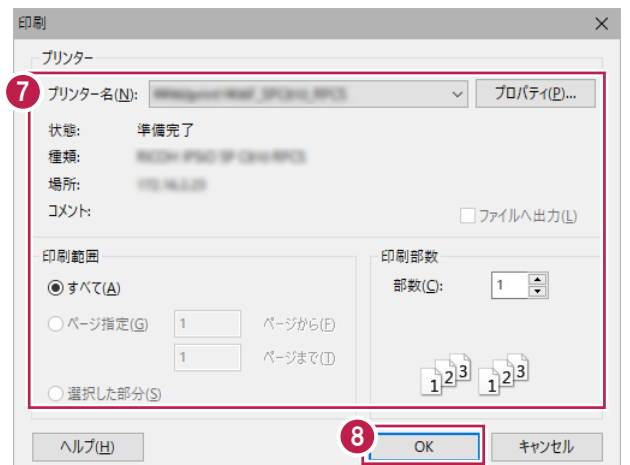 印刷
プリンター
7
プリンター名(N):
プロパティ(P)...
状態: 準備完了
種類:
場所:
コメント:
ファイルへ出力(L)
印刷範囲
すべて(A)
ページ指定(G) 1 ページから(F)
1 ページまで(T)
選択した部分(S)
印刷部数
部数(C): 1
1 2 3 1 2 3
8
ヘルプ(H) OK キャンセル